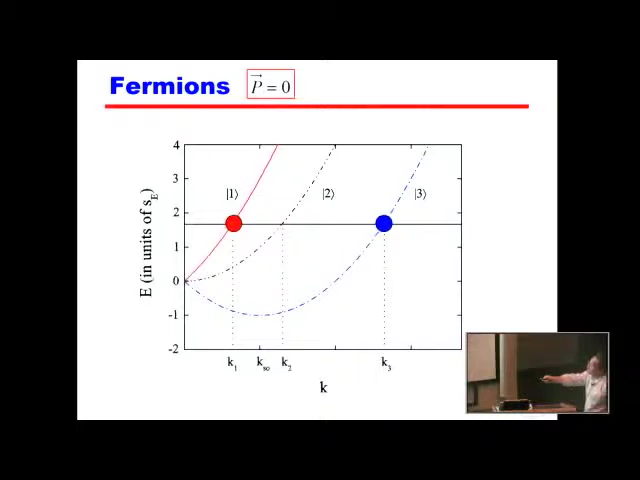 Fermions P⃗ = 0
4
3
2
1
0
-1
-2
E (in units of s_E)
|1⟩ |2⟩ |3⟩
k₁ k_so k₂ k₃
k